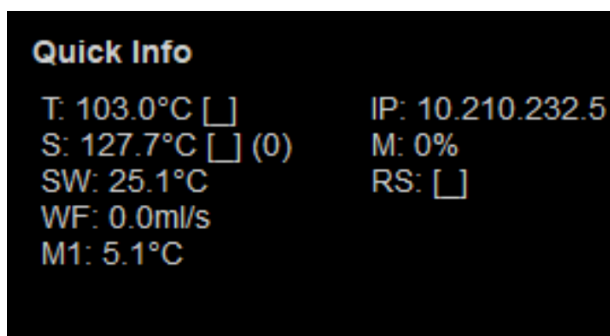 Quick Info
T: 103.0°C [_]
S: 127.7°C [_] (0)
SW: 25.1°C
WF: 0.0ml/s
M1: 5.1°C
IP: 10.210.232.5
M: 0%
RS: [_]